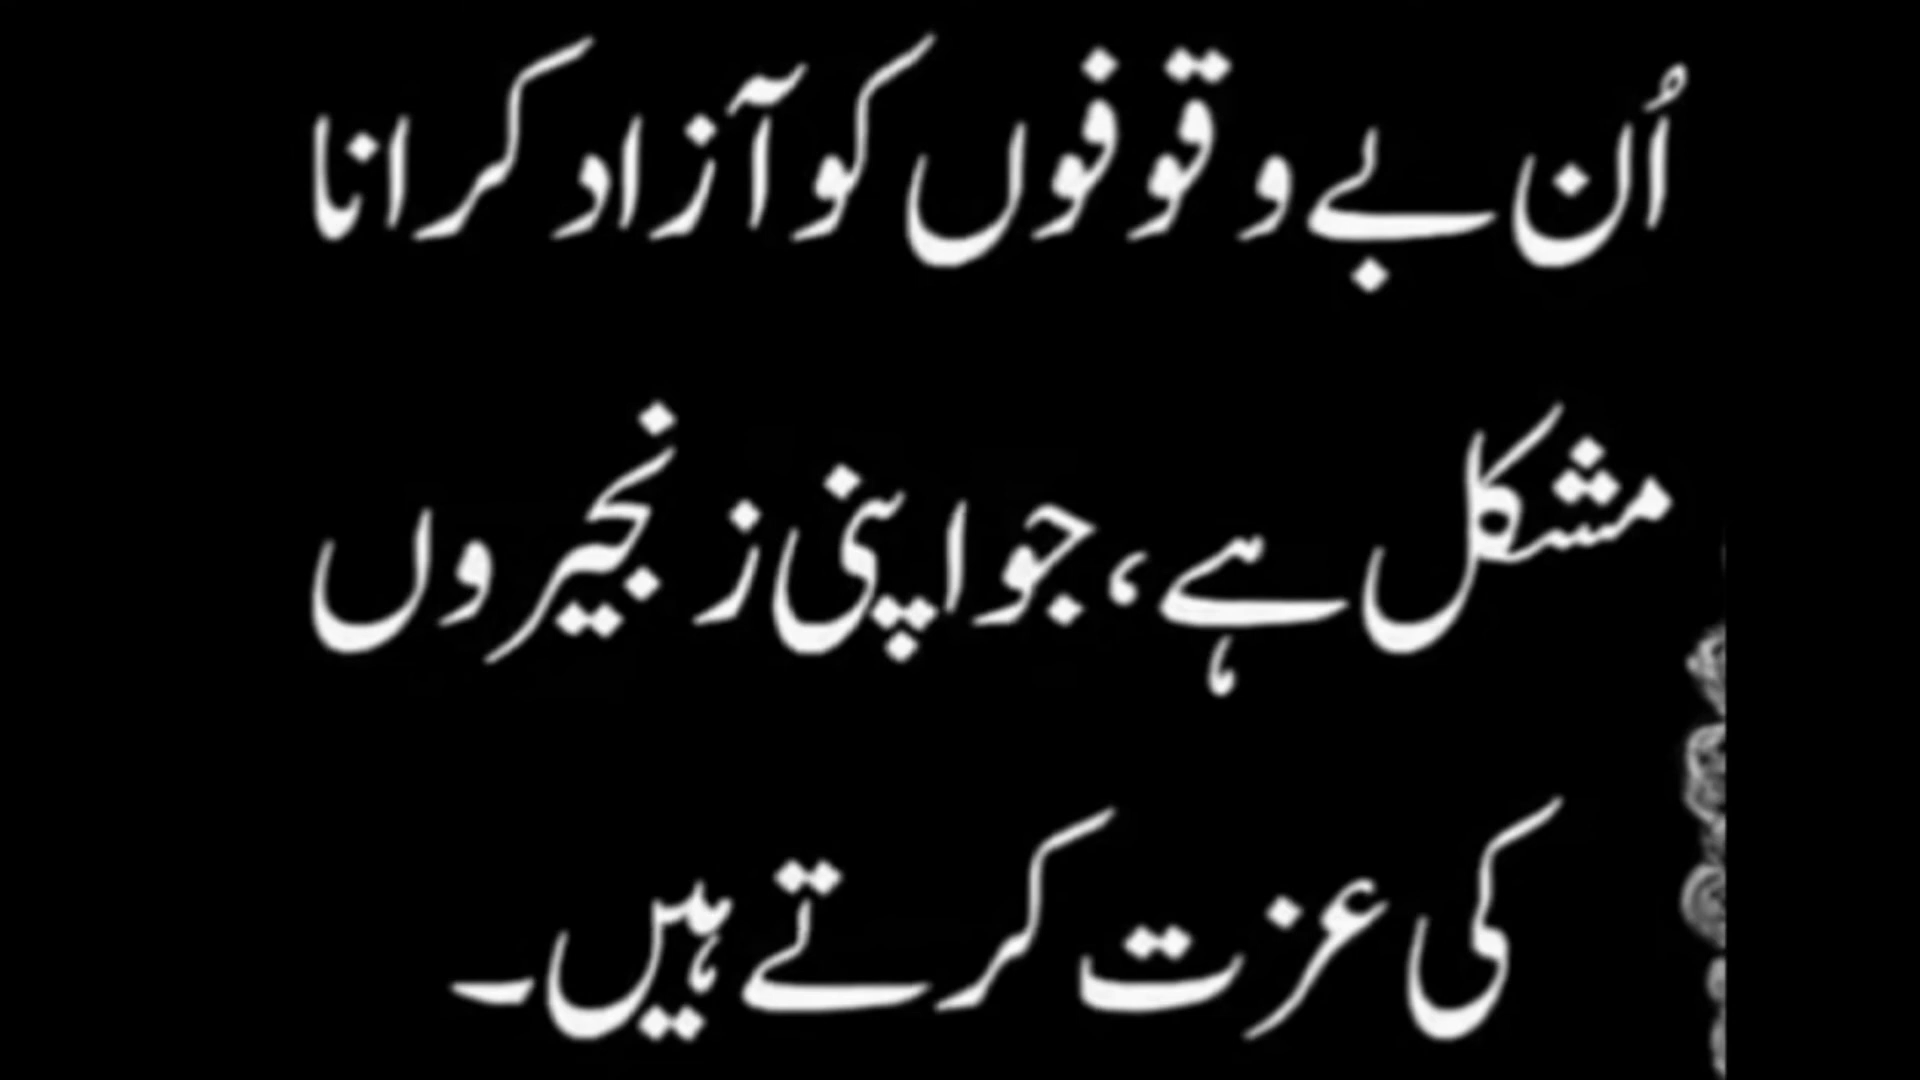 اُن بے وقوفوں کو آزاد کرانا
مشکل ہے، جو اپنی زنجیروں
کی عزت کرتے ہیں۔